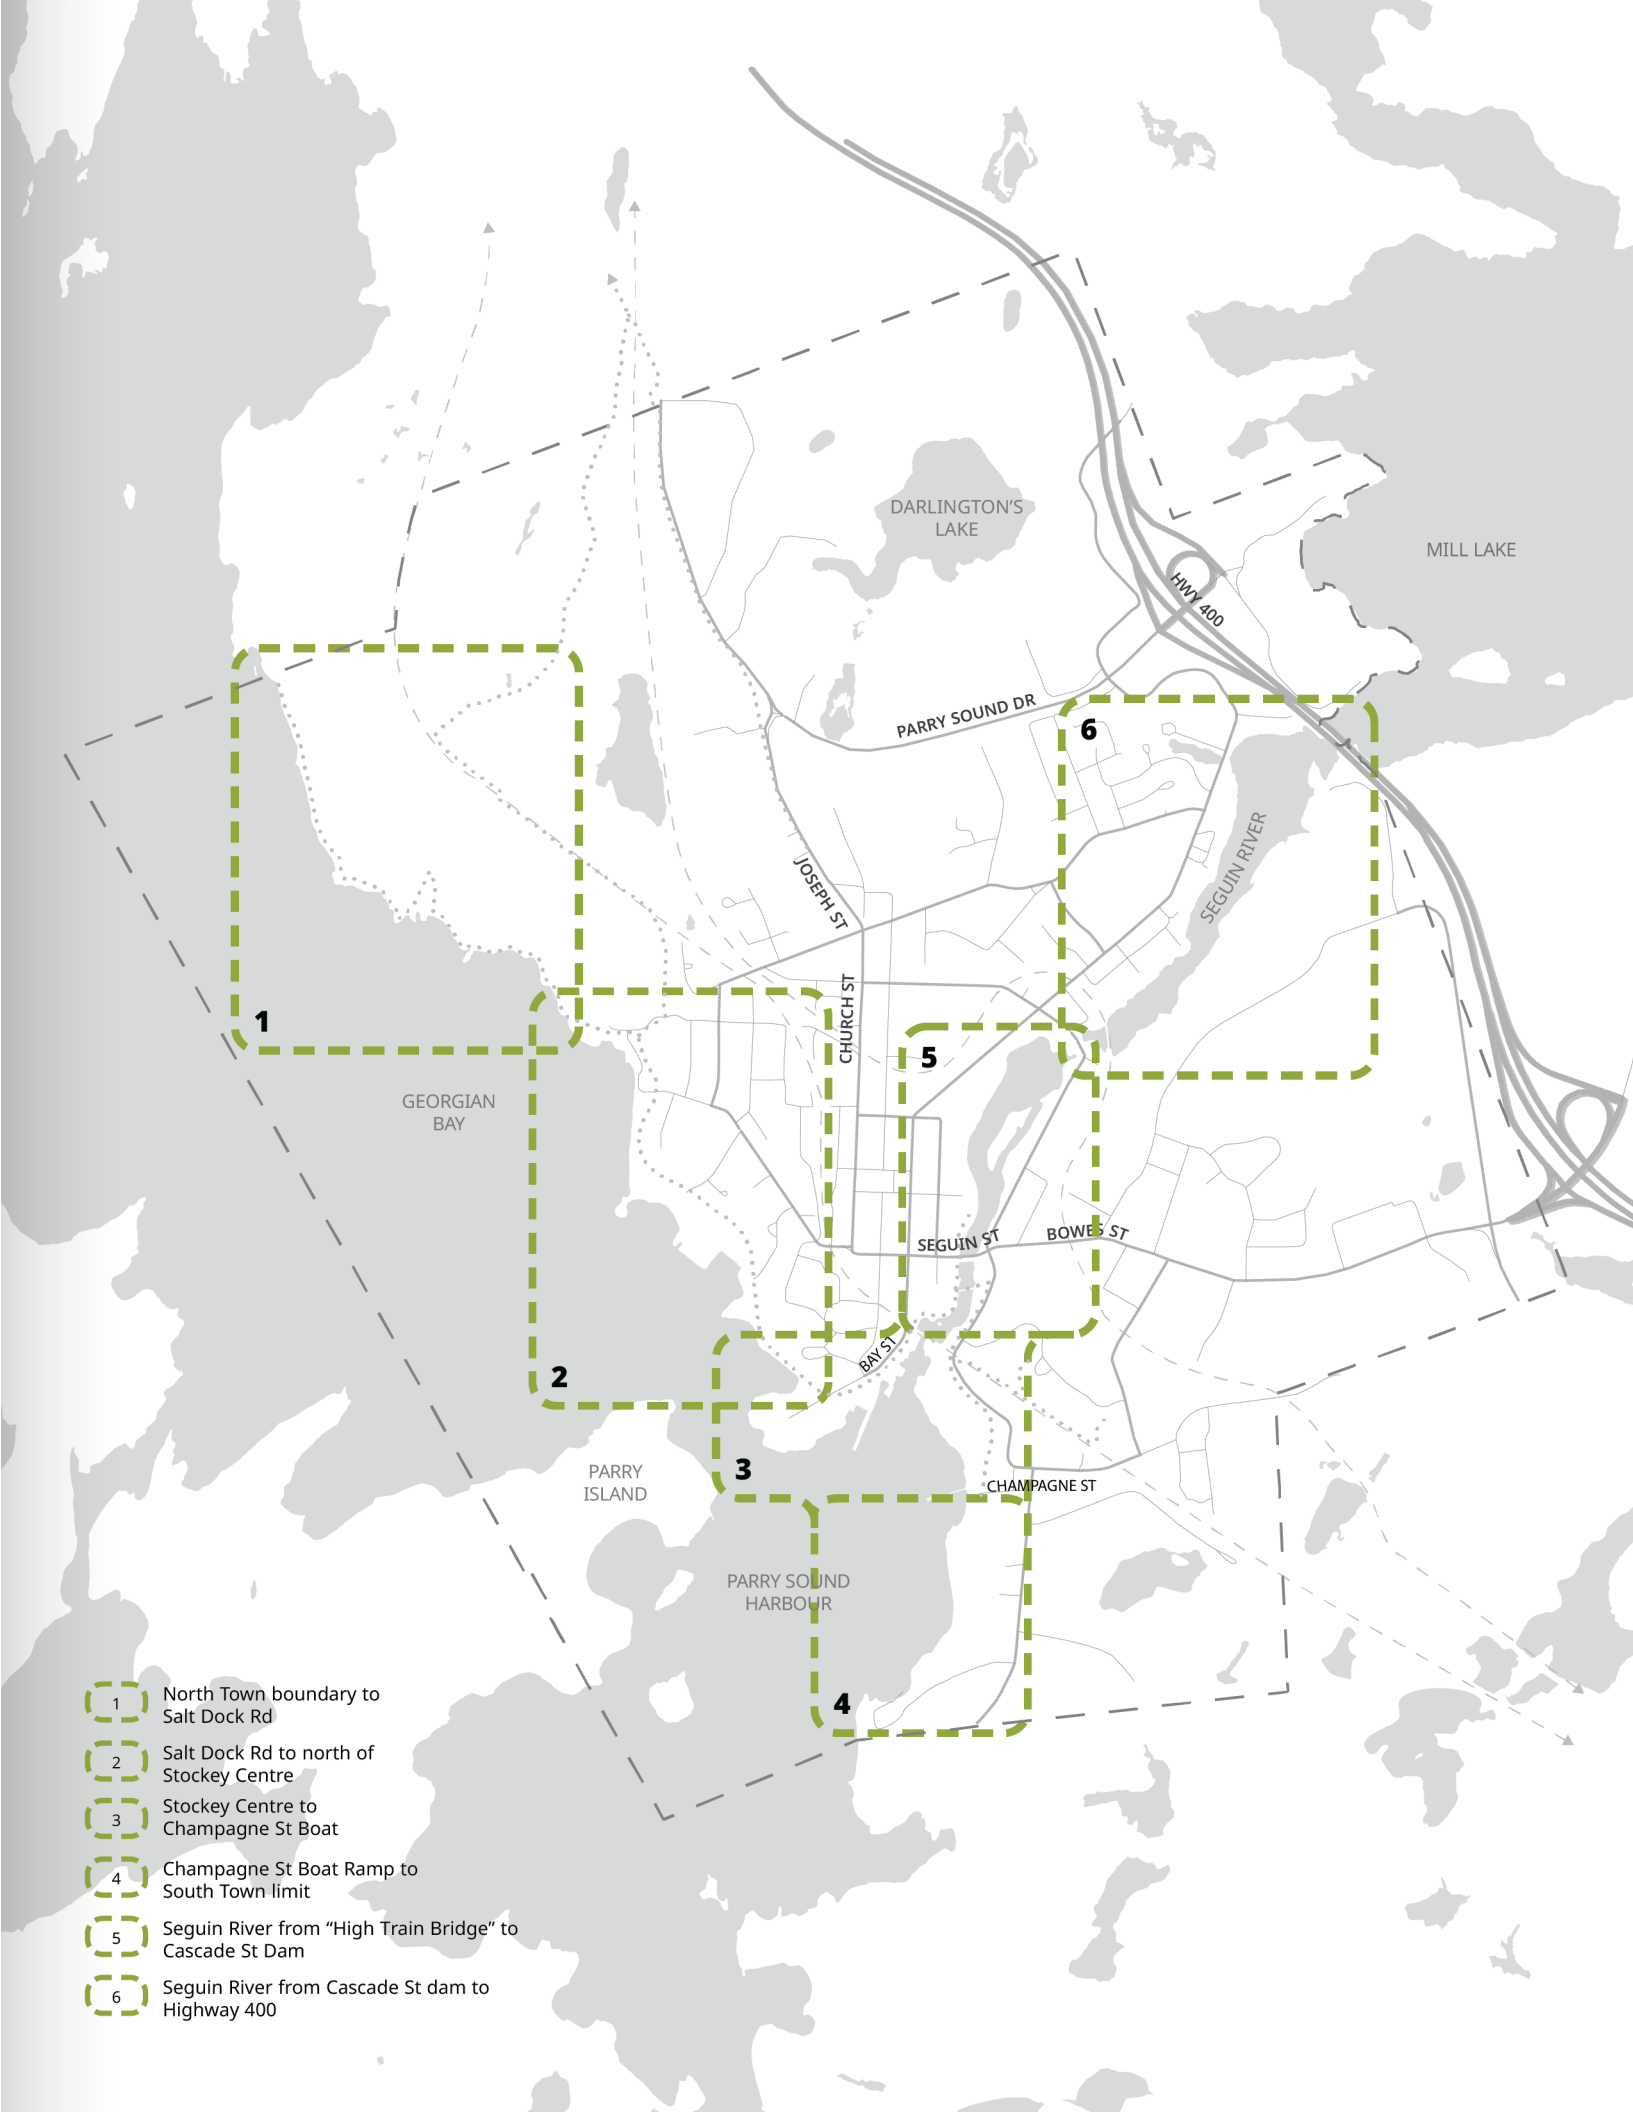 DARLINGTON'S
LAKE
MILL LAKE
HWY 400
PARRY SOUND DR
6
SEGUIN RIVER
JOSEPH ST
CHURCH ST
1
5
GEORGIAN
BAY
SEGUIN ST
BOWES ST
BAY ST
2
3
PARRY
ISLAND
CHAMPAGNE ST
PARRY SOUND
HARBOUR
4
1
North Town boundary to
Salt Dock Rd
2
Salt Dock Rd to north of
Stockey Centre
3
Stockey Centre to
Champagne St Boat
4
Champagne St Boat Ramp to
South Town limit
5
Seguin River from “High Train Bridge” to
Cascade St Dam
6
Seguin River from Cascade St dam to
Highway 400